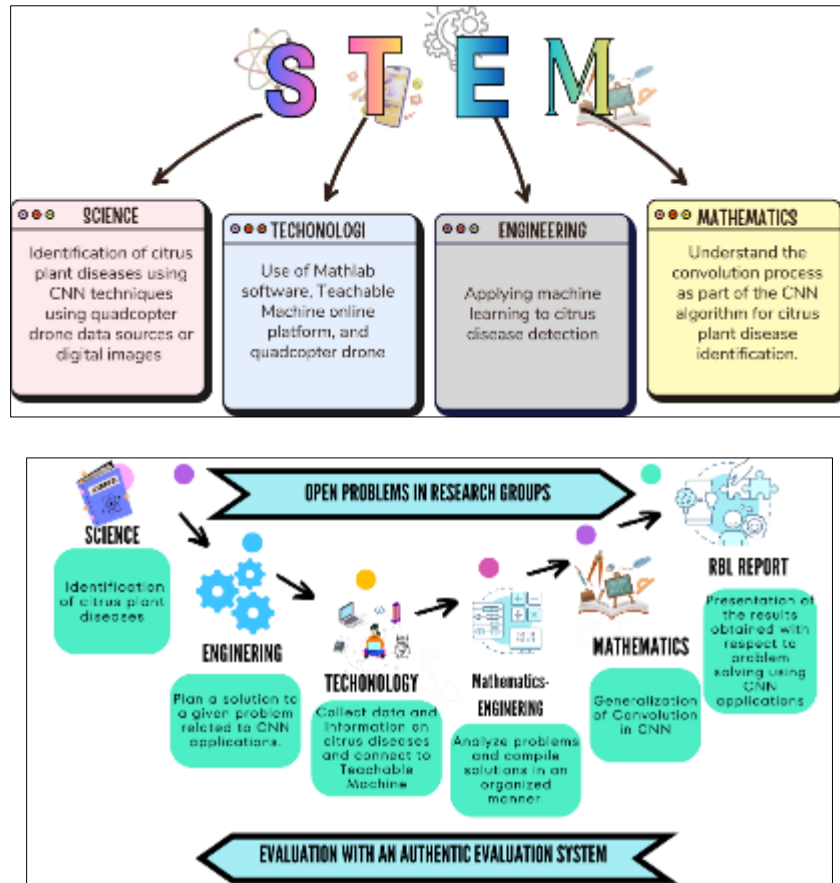 STEM
SCIENCE
Identification of citrus
plant diseases using
CNN techniques
using quadcopter
drone data sources or
digital images
TECHONOLOGI
Use of Mathlab
software, Teachable
Machine online
platform, and
quadcopter drone
ENGINEERING
Applying machine
learning to citrus
disease detection
MATHEMATICS
Understand the
convolution process
as part of the CNN
algorithm for citrus
plant disease
identification.
OPEN PROBLEMS IN RESEARCH GROUPS
SCIENCE
Identification
of citrus plant
diseases
ENGINERING
Plan a solution to
a given problem
related to CNN
applications.
TECHONOLOGY
Collect data and
information on
citrus diseases
and connect to
Teachable
Machine
Mathematics-
ENGINERING
Analyze problems
and compile
solutions in an
organized
manner
MATHEMATICS
Generalization
of Convolution
in CNN
RBL REPORT
Presentation of
the results
obtained with
respect to
problem
solving using
CNN
applications
EVALUATION WITH AN AUTHENTIC EVALUATION SYSTEM